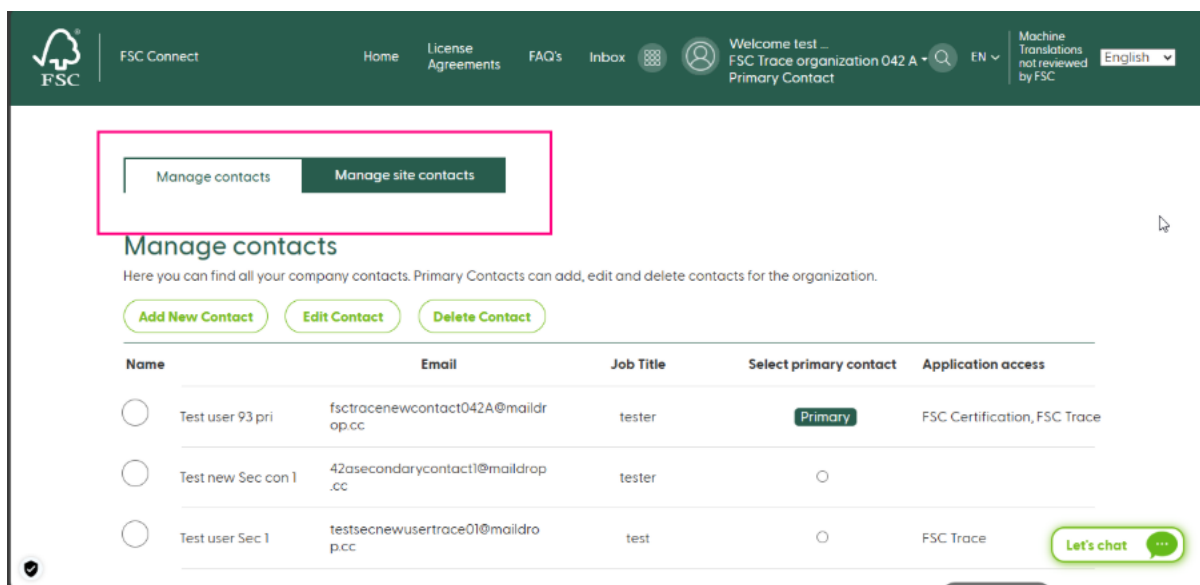 FSC
FSC Connect
Home
License
Agreements
FAQ's
Inbox
Welcome test ...
FSC Trace organization 042 A
Primary Contact
EN
Machine
Translations
not reviewed
by FSC
English
Manage contacts
Manage site contacts
Manage contacts
Here you can find all your company contacts. Primary Contacts can add, edit and delete contacts for the organization.
Add New Contact
Edit Contact
Delete Contact
Name Email Job Title Select primary contact Application access
Test user 93 pri
fsctracenewcontact042A@maildr
op.cc
tester
Primary
FSC Certification, FSC Trace
Test new Sec con 1
42asecondarycontact1@maildrop
.cc
tester
Test user Sec 1
testsecnewusertrace01@maildro
p.cc
test
FSC Trace
Let's chat